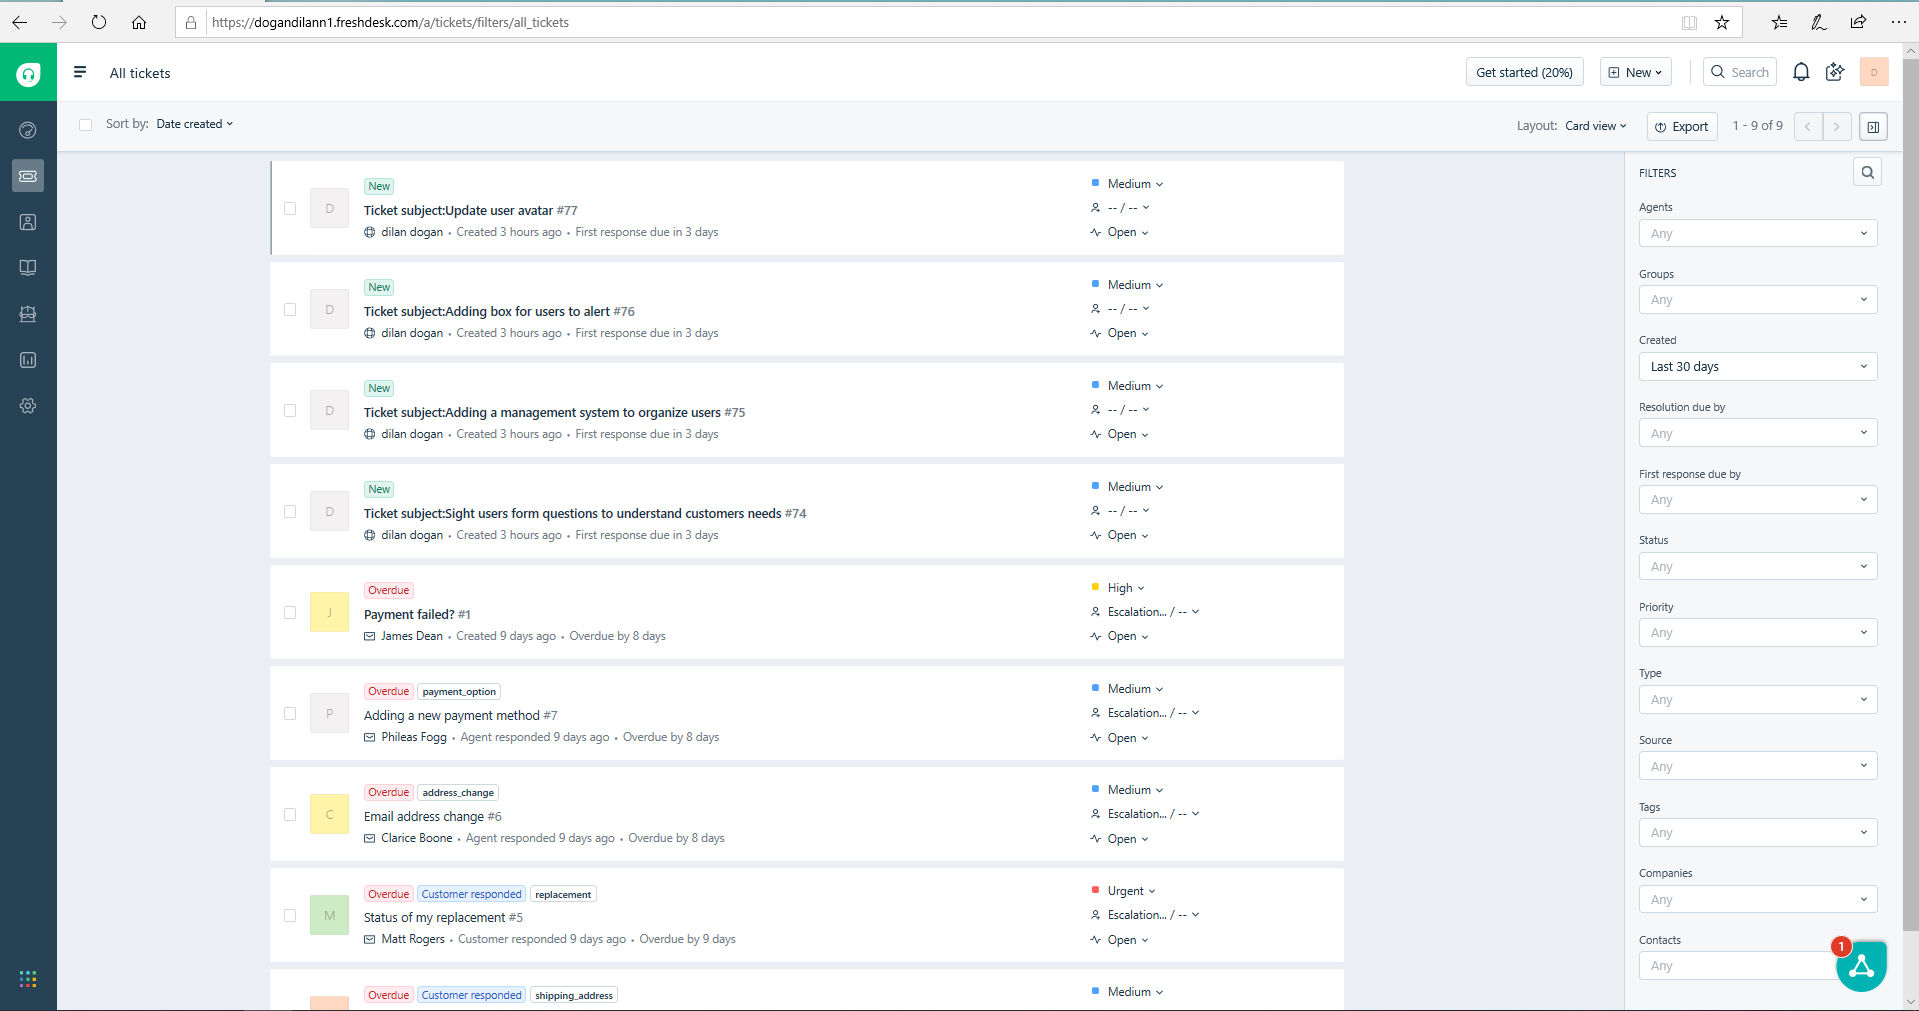 https://dogandilann1.freshdesk.com/a/tickets/filters/all_tickets
All tickets
Get started (20%)
New
Search
D
Sort by: Date created
Layout: Card view
Export
1 - 9 of 9
New
D
Ticket subject:Update user avatar #77
dilan dogan • Created 3 hours ago • First response due in 3 days
Medium
-- / --
Open
New
D
Ticket subject:Adding box for users to alert #76
dilan dogan • Created 3 hours ago • First response due in 3 days
Medium
-- / --
Open
New
D
Ticket subject:Adding a management system to organize users #75
dilan dogan • Created 3 hours ago • First response due in 3 days
Medium
-- / --
Open
New
D
Ticket subject:Sight users form questions to understand customers needs #74
dilan dogan • Created 3 hours ago • First response due in 3 days
Medium
-- / --
Open
Overdue
J
Payment failed? #1
James Dean • Created 9 days ago • Overdue by 8 days
High
Escalation... / --
Open
Overdue payment_option
P
Adding a new payment method #7
Phileas Fogg • Agent responded 9 days ago • Overdue by 8 days
Medium
Escalation... / --
Open
Overdue address_change
C
Email address change #6
Clarice Boone • Agent responded 9 days ago • Overdue by 8 days
Medium
Escalation... / --
Open
Overdue Customer responded replacement
M
Status of my replacement #5
Matt Rogers • Customer responded 9 days ago • Overdue by 9 days
Urgent
Escalation... / --
Open
Overdue Customer responded shipping_address
Medium
FILTERS
Agents
Any
Groups
Any
Created
Last 30 days
Resolution due by
Any
First response due by
Any
Status
Any
Priority
Any
Type
Any
Source
Any
Tags
Any
Companies
Any
Contacts
Any
1